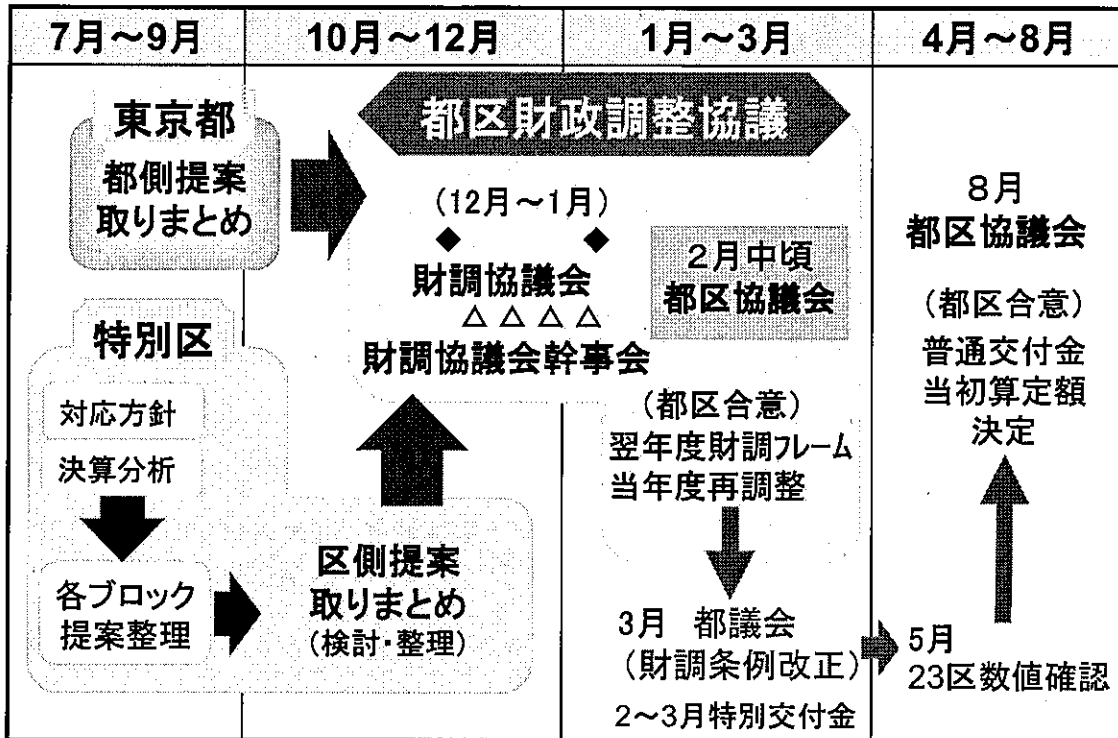 7月～9月
10月～12月
1月～3月
4月～8月
東京都
都側提案
取りまとめ
特別区
対応方針
決算分析
各ブロック
提案整理
区側提案
取りまとめ
(検討・整理)
都区財政調整協議
(12月～1月)
◆ ◆
財調協議会
△△△△
財調協議会幹事会
2月中頃
都区協議会
(都区合意)
翌年度財調フレーム
当年度再調整
3月 都議会
(財調条例改正)
2～3月特別交付金
5月
23区数値確認
8月
都区協議会
(都区合意)
普通交付金
当初算定額
決定